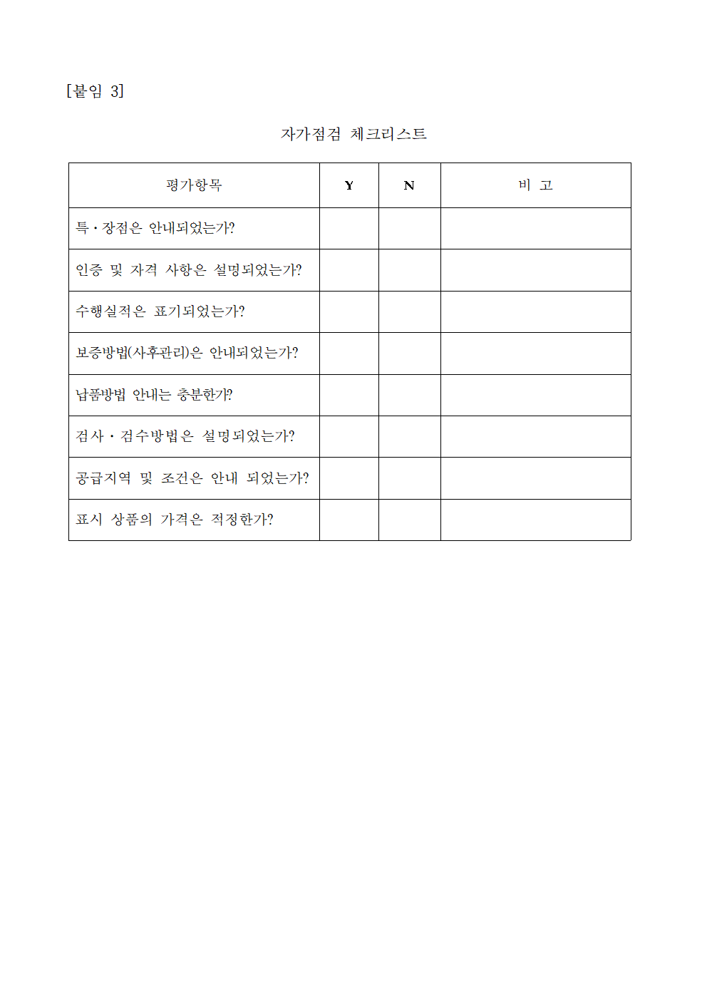 [붙임 3]
자가점검 체크리스트
평가항목 Y N 비 고
특·장점은 안내되었는가?
인증 및 자격 사항은 설명되었는가?
수행실적은 표기되었는가?
보증방법(사후관리)은 안내되었는가?
납품방법 안내는 충분한가?
검사·검수방법은 설명되었는가?
공급지역 및 조건은 안내 되었는가?
표시 상품의 가격은 적정한가?